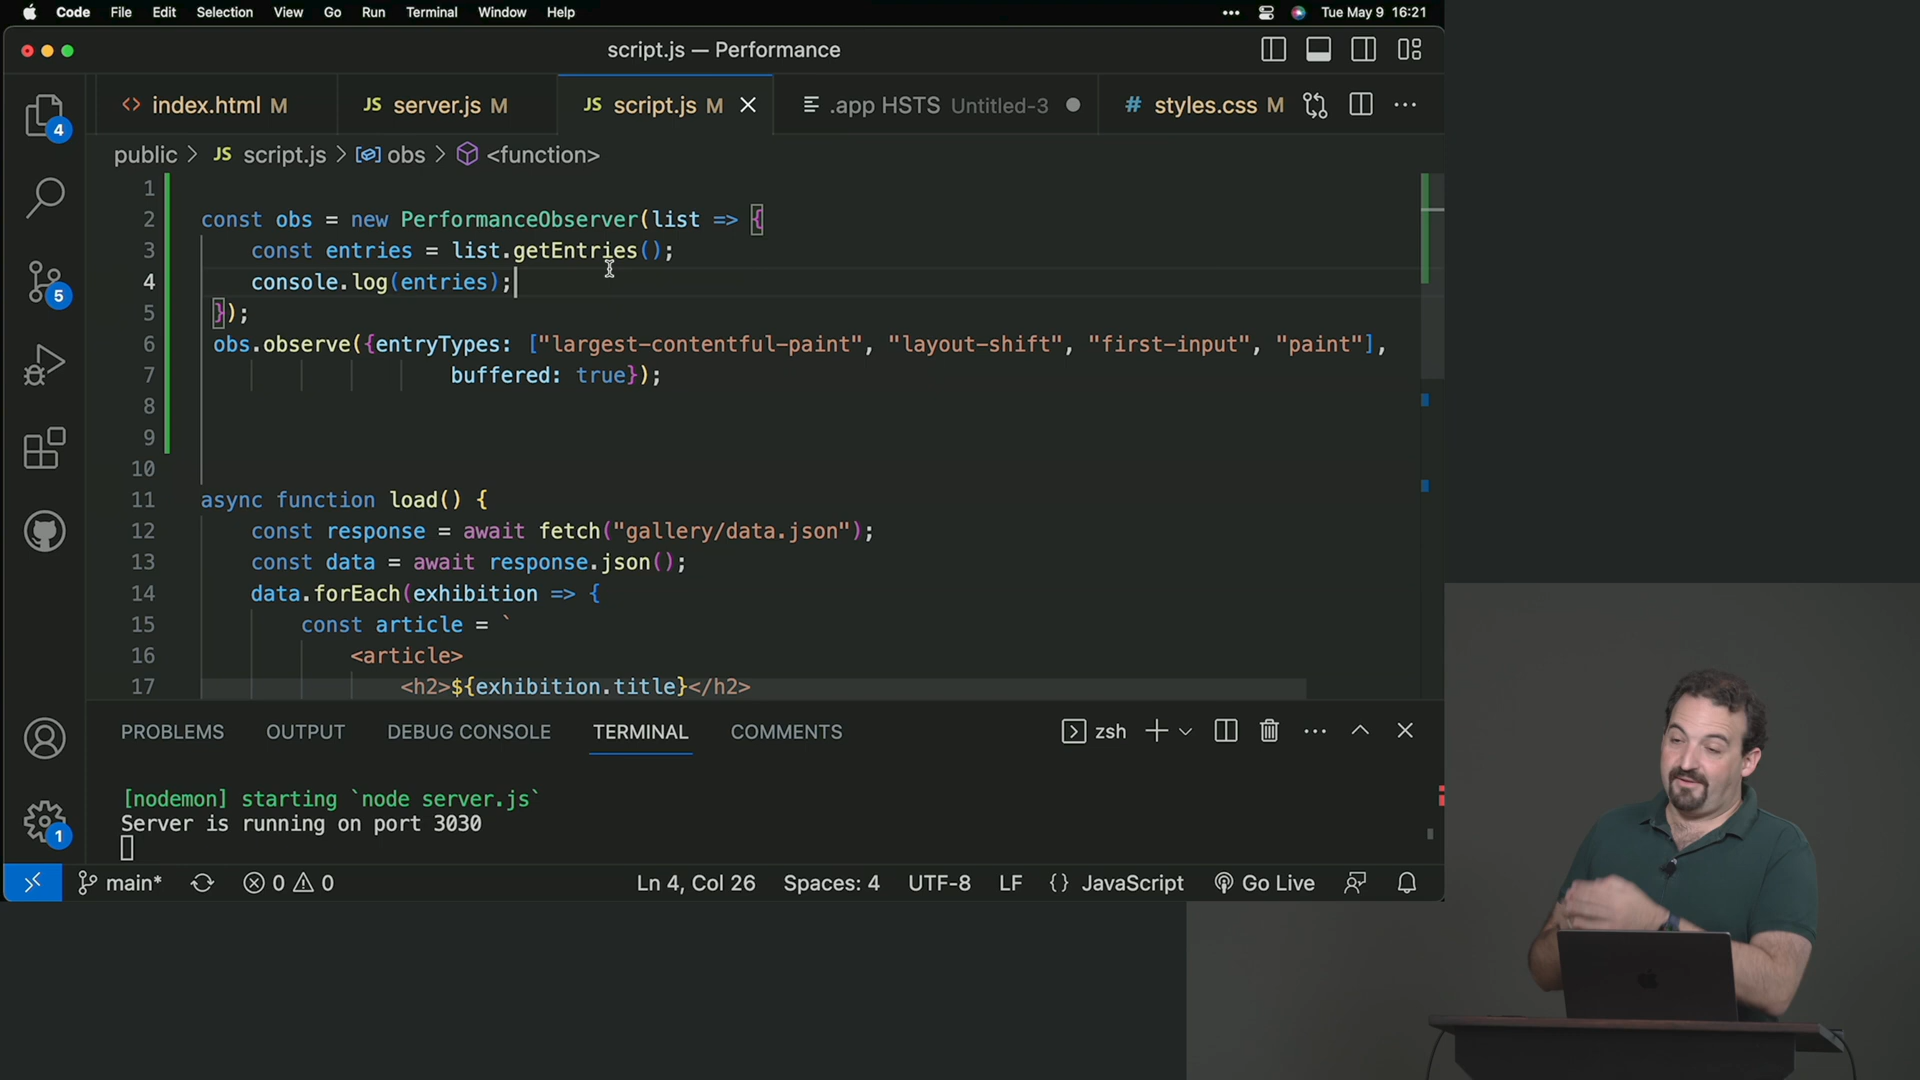 Code File Edit Selection View Go Run Terminal Window Help Tue May 9 16:21
script.js — Performance
index.html M JS server.js M JS script.js M .app HSTS Untitled-3 # styles.css M
public > JS script.js > obs > <function>
1
2 const obs = new PerformanceObserver(list => {
3 const entries = list.getEntries();
4 console.log(entries);
5 });
6 obs.observe({entryTypes: ["largest-contentful-paint", "layout-shift", "first-input", "paint"],
7 buffered: true});
8
9
10
11 async function load() {
12 const response = await fetch("gallery/data.json");
13 const data = await response.json();
14 data.forEach(exhibition => {
15 const article = `
16 <article>
17 <h2>${exhibition.title}</h2>
4
5
1
PROBLEMS OUTPUT DEBUG CONSOLE TERMINAL COMMENTS zsh
[nodemon] starting `node server.js`
Server is running on port 3030
main* 0 0 Ln 4, Col 26 Spaces: 4 UTF-8 LF {} JavaScript Go Live